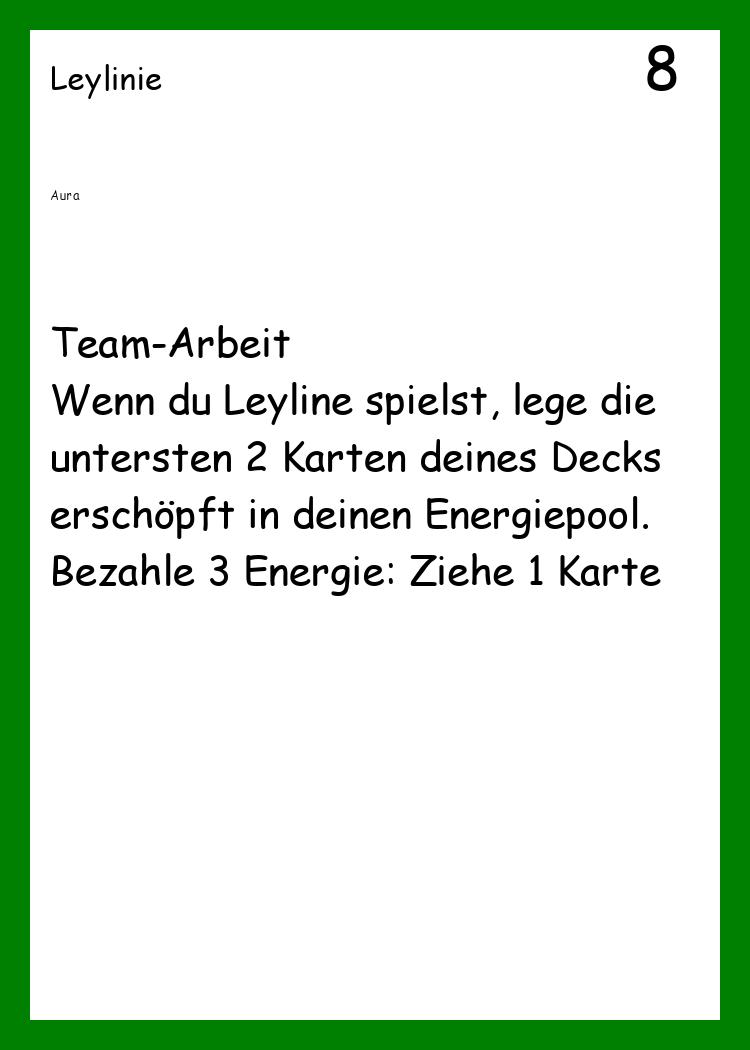 Leylinie
8
Aura
Team-Arbeit
Wenn du Leyline spielst, lege die
untersten 2 Karten deines Decks
erschöpft in deinen Energiepool.
Bezahle 3 Energie: Ziehe 1 Karte